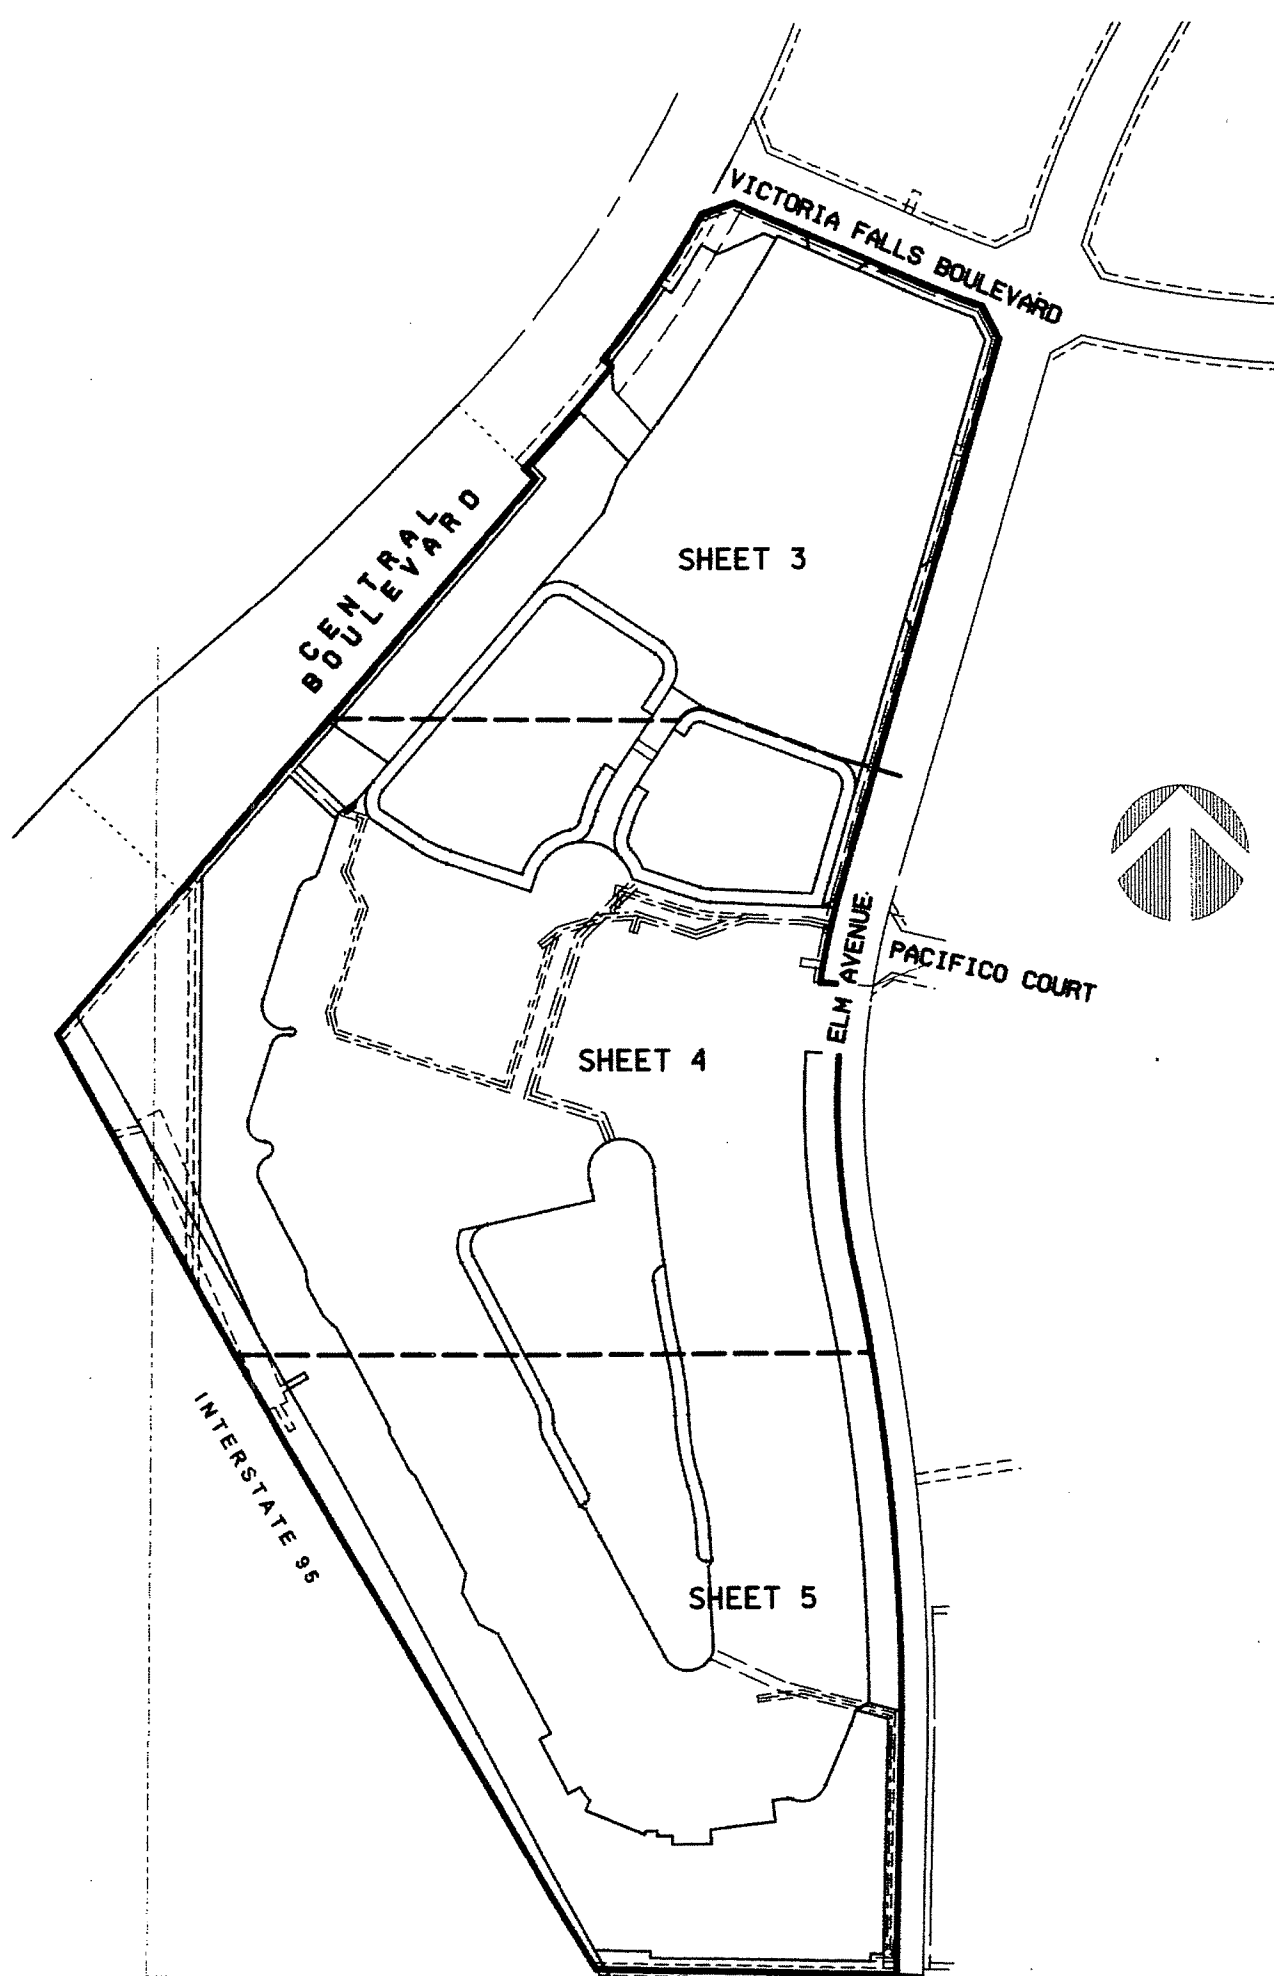 VICTORIA FALLS BOULEVARD
SHEET 3
CENTRAL
BOULEVARD
ELM AVENUE
PACIFICO COURT
SHEET 4
INTERSTATE 95
SHEET 5